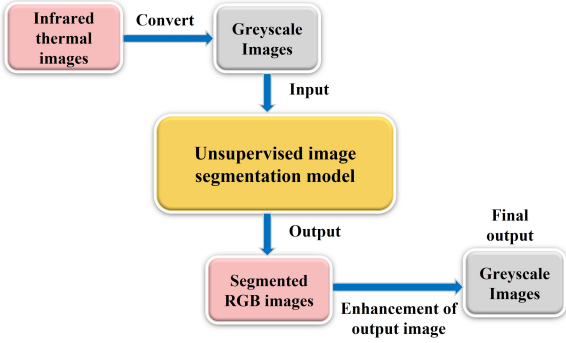 Infrared
thermal
images
Convert
Greyscale
Images
Input
Unsupervised image
segmentation model
Output
Segmented
RGB images
Enhancement of
output image
Final
output
Greyscale
Images